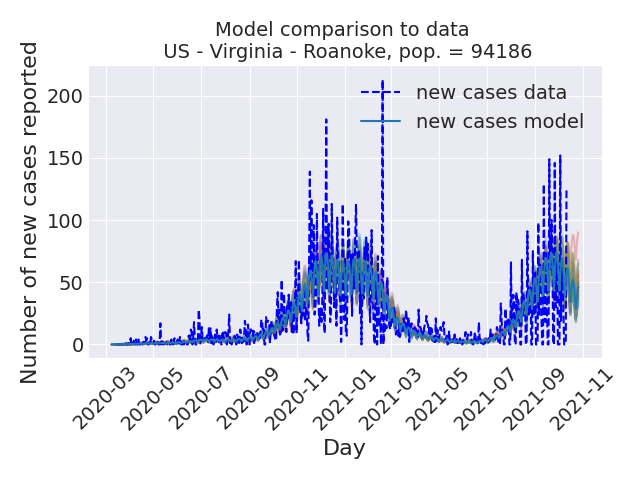 Model comparison to data
US - Virginia - Roanoke, pop. = 94186
Number of new cases reported
200
150
100
50
0
new cases data
new cases model
2020-03
2020-05
2020-07
2020-09
2020-11
2021-01
2021-03
2021-05
2021-07
2021-09
2021-11
Day